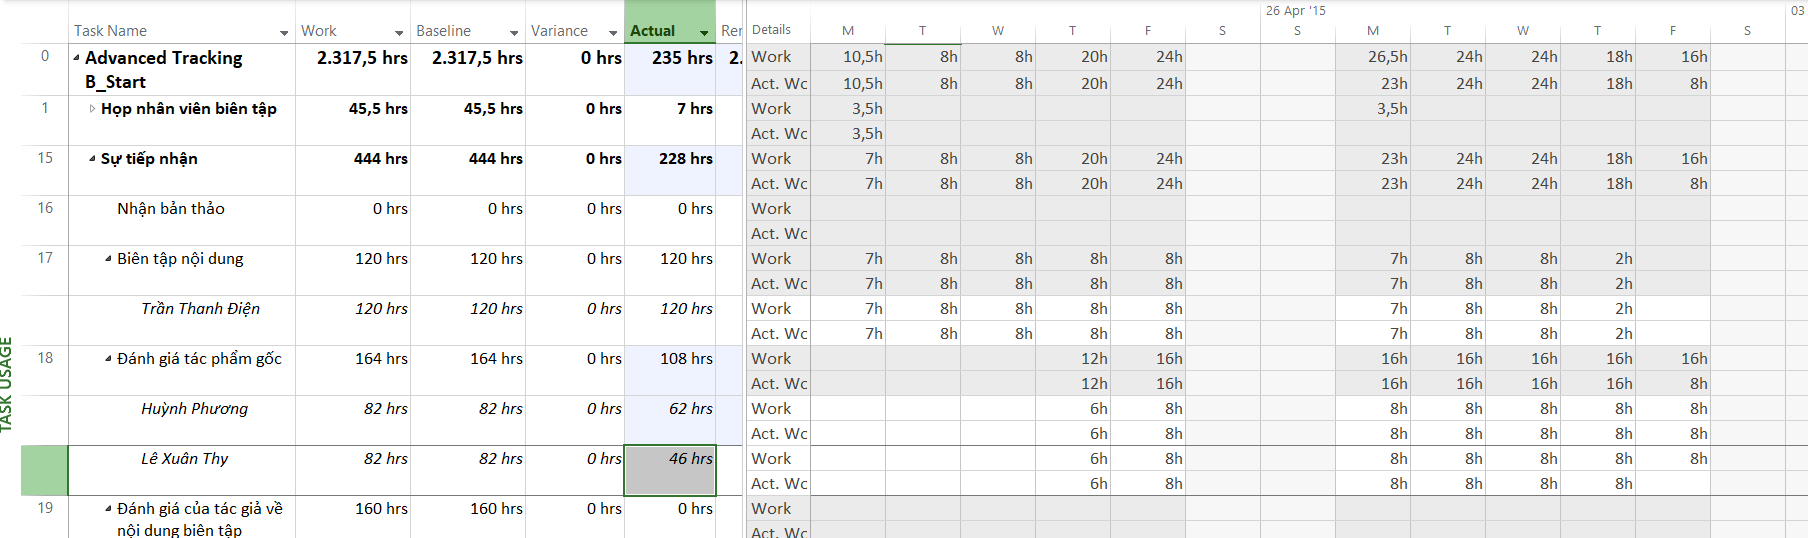 26 Apr '15 03
Task Name Work Baseline Variance Actual Rer Details M T W T F S S M T W T F S
0 Advanced Tracking 2.317,5 hrs 2.317,5 hrs 0 hrs 235 hrs 2. Work 10,5h 8h 8h 20h 24h 26,5h 24h 24h 18h 16h
B_Start Act. Wc 10,5h 8h 8h 20h 24h 23h 24h 24h 18h 8h
1 Họp nhân viên biên tập 45,5 hrs 45,5 hrs 0 hrs 7 hrs Work 3,5h 3,5h
Act. Wc 3,5h
15 Sự tiếp nhận 444 hrs 444 hrs 0 hrs 228 hrs Work 7h 8h 8h 20h 24h 23h 24h 24h 18h 16h
Act. Wc 7h 8h 8h 20h 24h 23h 24h 24h 18h 8h
16 Nhận bản thảo 0 hrs 0 hrs 0 hrs 0 hrs Work
Act. Wc
17 Biên tập nội dung 120 hrs 120 hrs 0 hrs 120 hrs Work 7h 8h 8h 8h 8h 7h 8h 8h 2h
Act. Wc 7h 8h 8h 8h 8h 7h 8h 8h 2h
Trần Thanh Điện 120 hrs 120 hrs 0 hrs 120 hrs Work 7h 8h 8h 8h 8h 7h 8h 8h 2h
Act. Wc 7h 8h 8h 8h 8h 7h 8h 8h 2h
18 Đánh giá tác phẩm gốc 164 hrs 164 hrs 0 hrs 108 hrs Work 12h 16h 16h 16h 16h 16h 16h
Act. Wc 12h 16h 16h 16h 16h 16h 8h
Huỳnh Phương 82 hrs 82 hrs 0 hrs 62 hrs Work 6h 8h 8h 8h 8h 8h 8h
Act. Wc 6h 8h 8h 8h 8h 8h 8h
Lê Xuân Thy 82 hrs 82 hrs 0 hrs 46 hrs Work 6h 8h 8h 8h 8h 8h 8h
Act. Wc 6h 8h 8h 8h 8h 8h
19 Đánh giá của tác giả về 160 hrs 160 hrs 0 hrs 0 hrs Work
nội dung biên tập Act. Wc
TASK USAGE